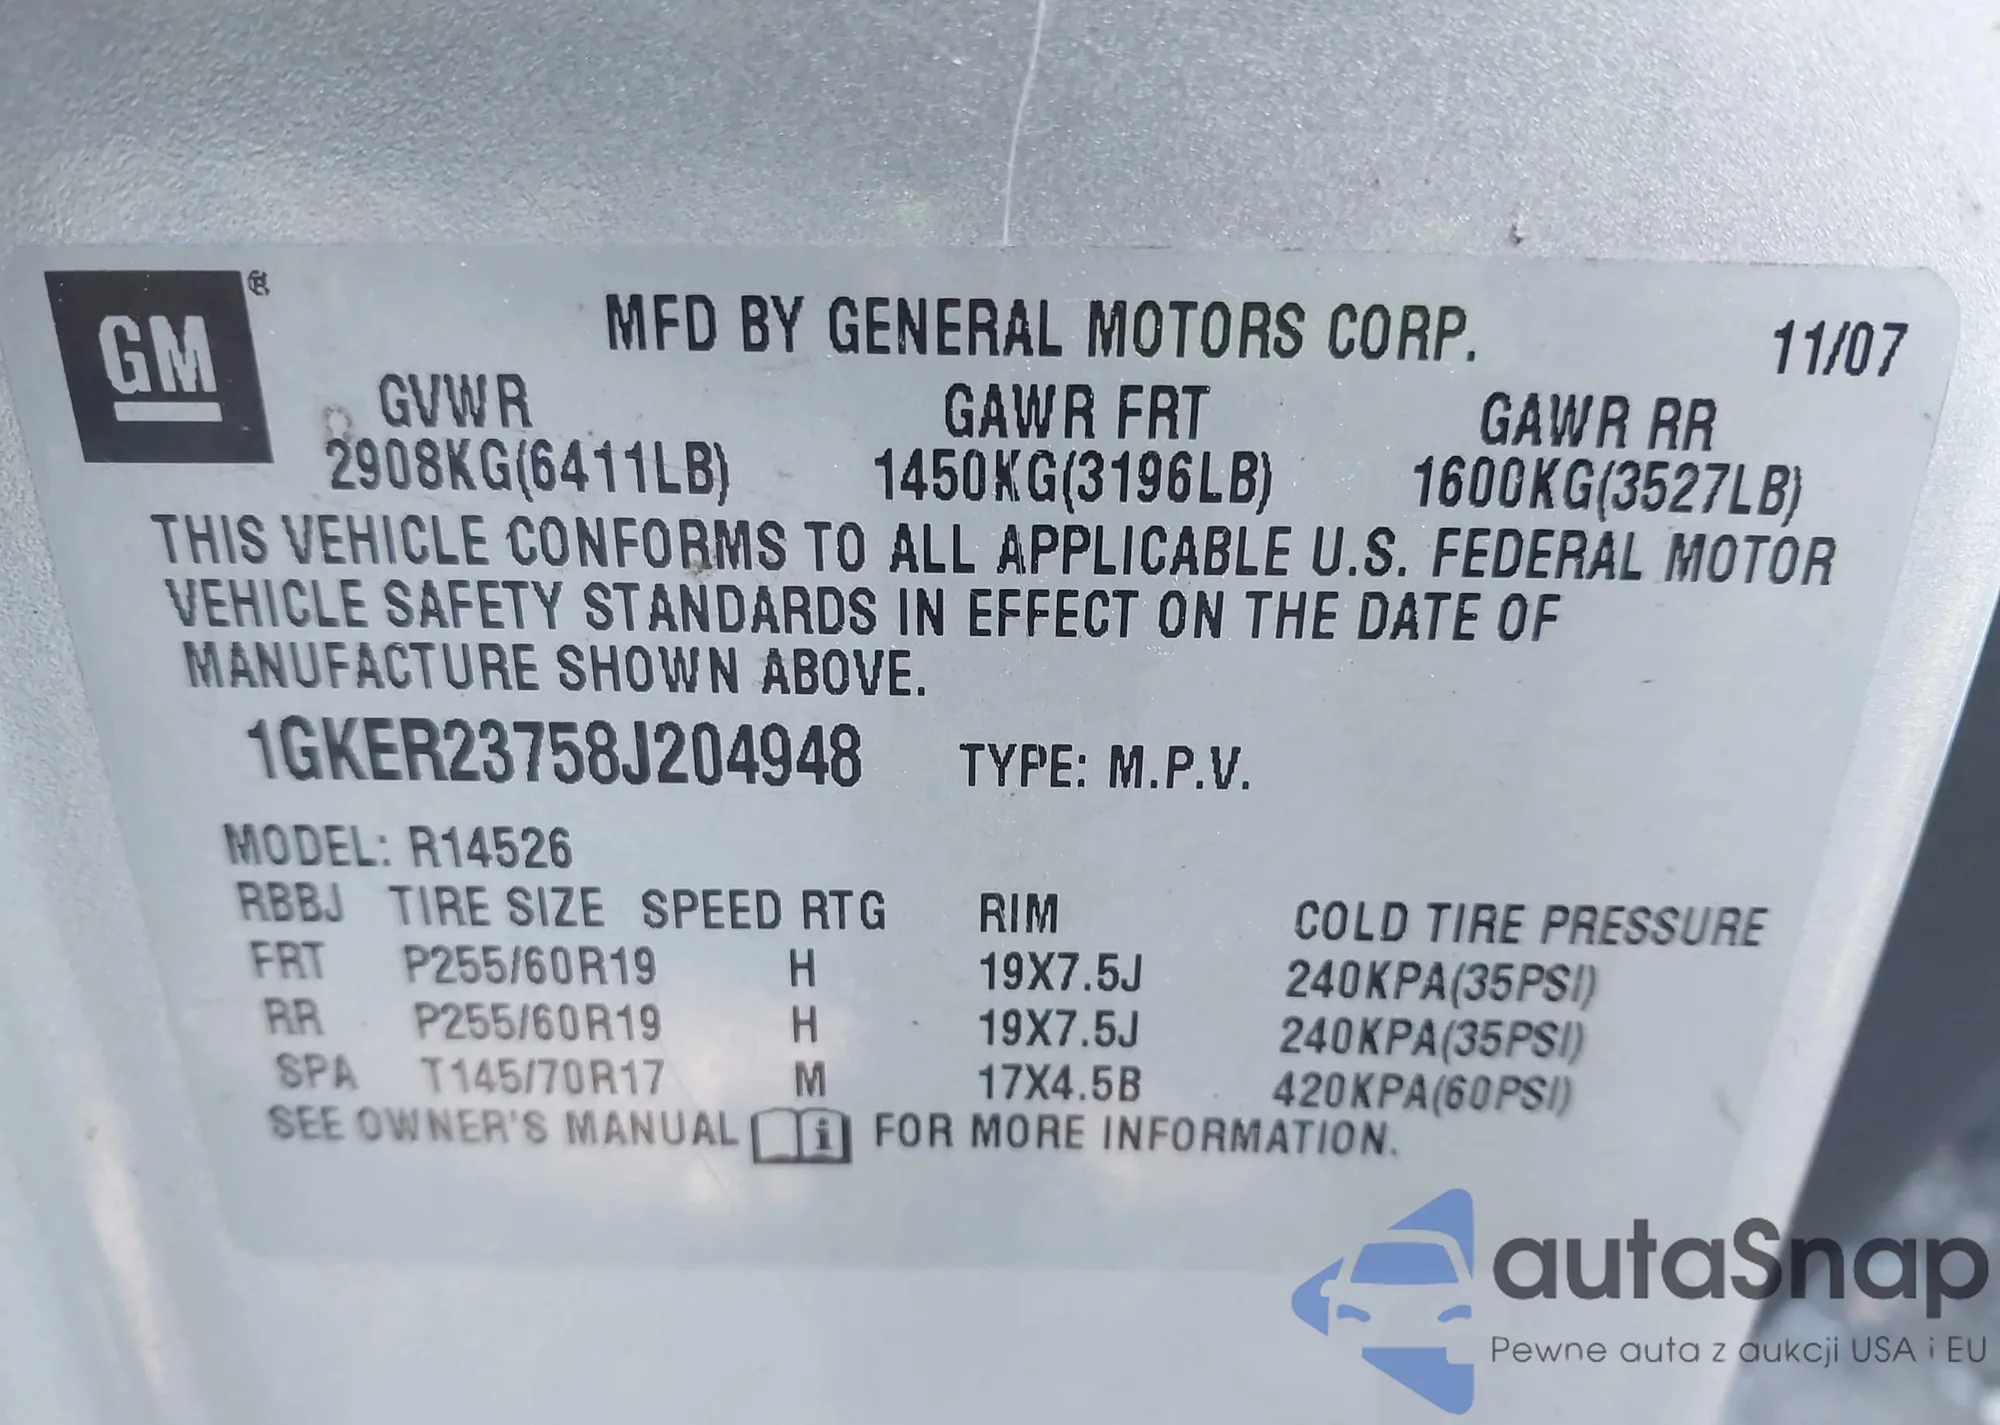 GM ®
MFD BY GENERAL MOTORS CORP. 11/07
GVWR GAWR FRT GAWR RR
2908KG(6411LB) 1450KG(3196LB) 1600KG(3527LB)
THIS VEHICLE CONFORMS TO ALL APPLICABLE U.S. FEDERAL MOTOR
VEHICLE SAFETY STANDARDS IN EFFECT ON THE DATE OF
MANUFACTURE SHOWN ABOVE.
1GKER23758J204948 TYPE: M.P.V.
MODEL: R14526
RBBJ TIRE SIZE SPEED RTG RIM COLD TIRE PRESSURE
FRT P255/60R19 H 19X7.5J 240KPA(35PSI)
RR P255/60R19 H 19X7.5J 240KPA(35PSI)
SPA T145/70R17 M 17X4.5B 420KPA(60PSI)
SEE OWNER'S MANUAL i FOR MORE INFORMATION.
autaSnap
Pewne auta z aukcji USA i EU